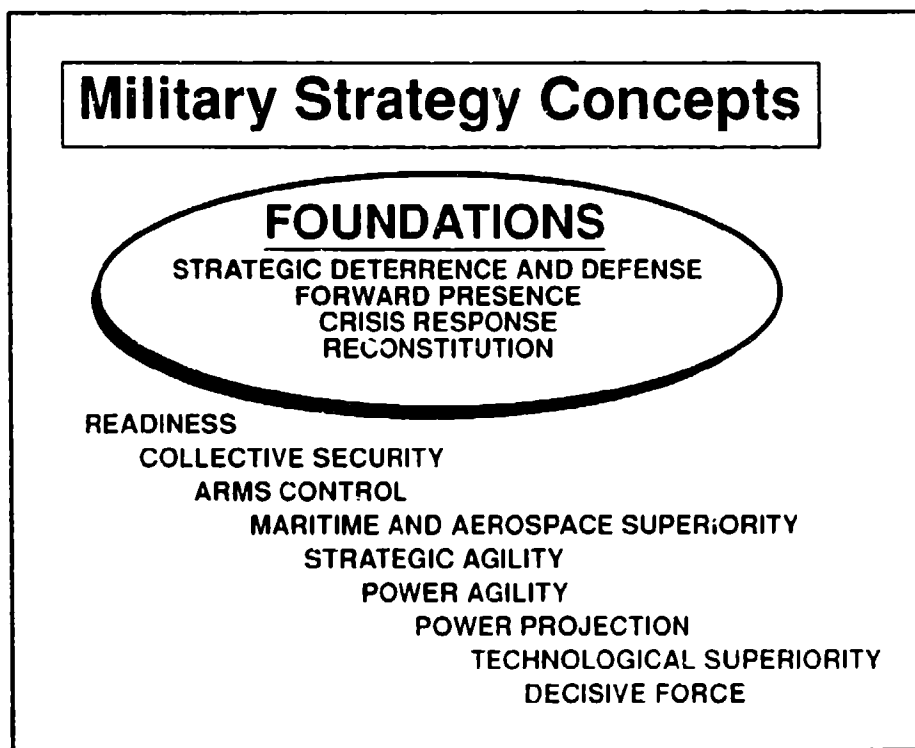 Military Strategy Concepts
FOUNDATIONS
STRATEGIC DETERRENCE AND DEFENSE
FORWARD PRESENCE
CRISIS RESPONSE
RECONSTITUTION
READINESS
COLLECTIVE SECURITY
ARMS CONTROL
MARITIME AND AEROSPACE SUPERIORITY
STRATEGIC AGILITY
POWER AGILITY
POWER PROJECTION
TECHNOLOGICAL SUPERIORITY
DECISIVE FORCE